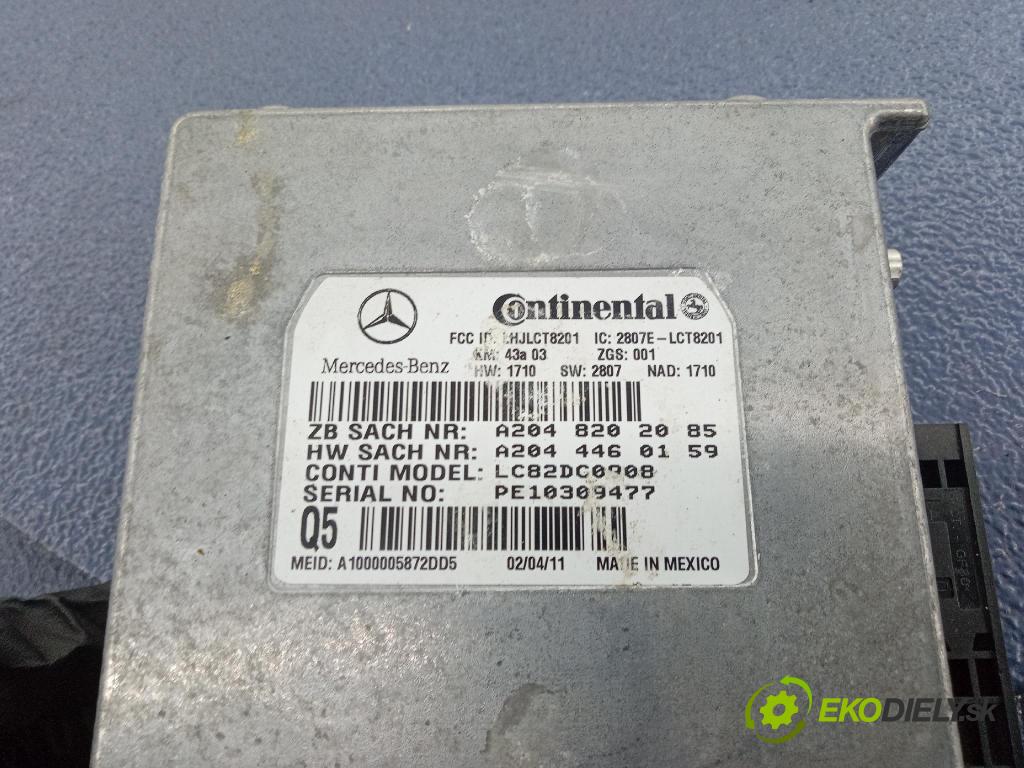 Continental
FCC ID: LHJLCT8201 IC: 2807E-LCT8201
KM: 43a 03 ZGS: 001
Mercedes-Benz HW: 1710 SW: 2807 NAD: 1710
ZB SACH NR: A204 820 20 85
HW SACH NR: A204 446 01 59
CONTI MODEL: LC82DC0908
SERIAL NO: PE10309477
Q5
MEID: A1000005872DD5 02/04/11 MADE IN MEXICO
EKODIELY.SK